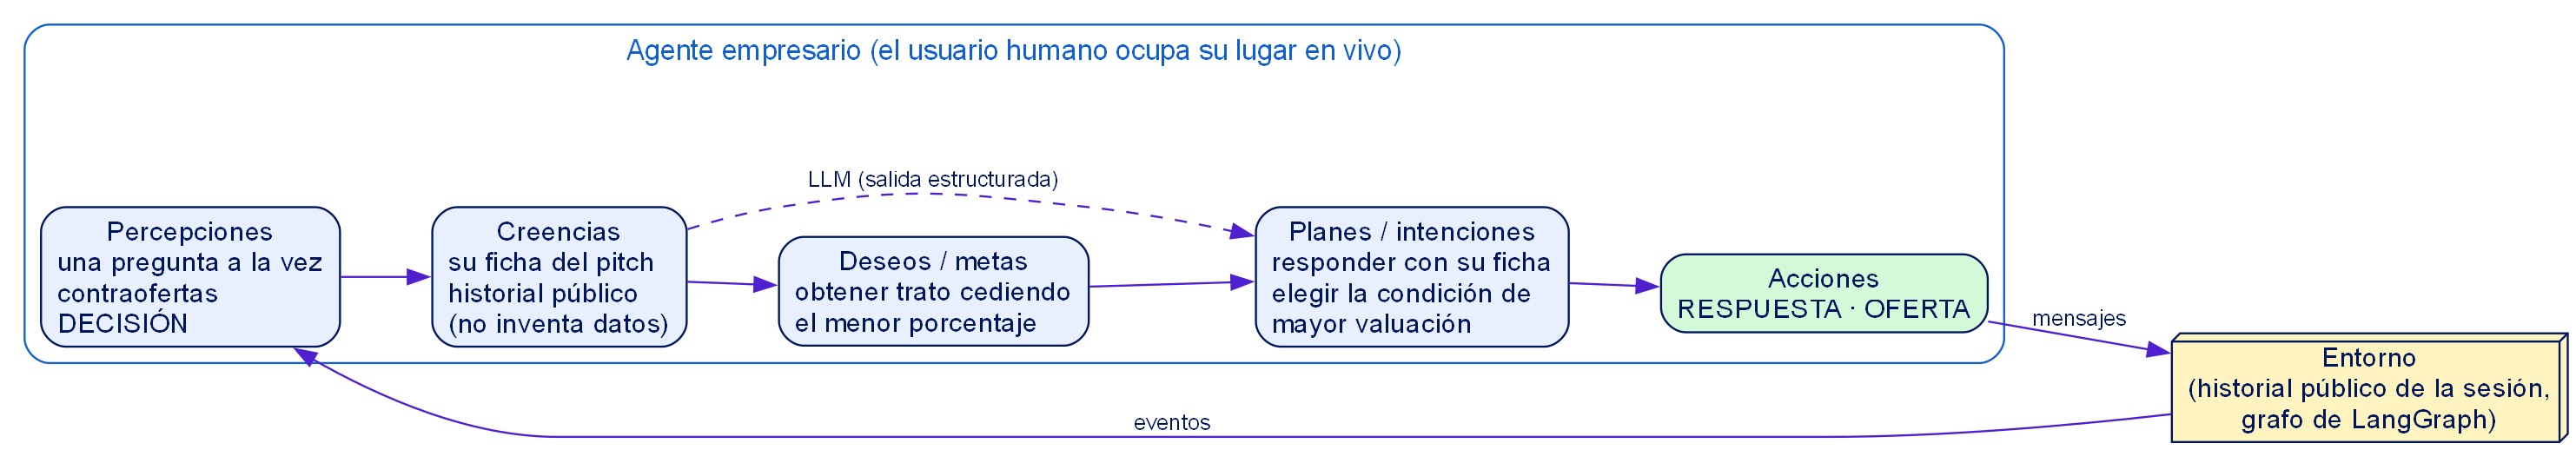 Agente empresario (el usuario humano ocupa su lugar en vivo)
LLM (salida estructurada)
Percepciones
una pregunta a la vez
contraofertas
DECISIÓN
Creencias
su ficha del pitch
historial público
(no inventa datos)
Deseos / metas
obtener trato cediendo
el menor porcentaje
Planes / intenciones
responder con su ficha
elegir la condición de
mayor valuación
Acciones
RESPUESTA · OFERTA
mensajes
Entorno
(historial público de la sesión,
grafo de LangGraph)
eventos